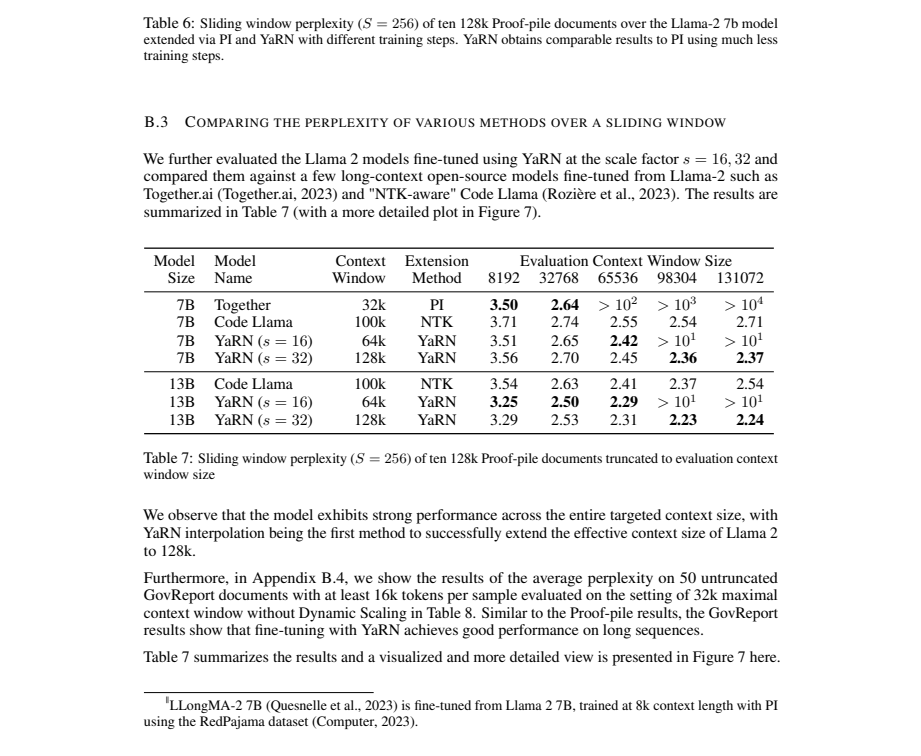 Table 6: Sliding window perplexity (S = 256) of ten 128k Proof-pile documents over the Llama-2 7b model
extended via PI and YaRN with different training steps. YaRN obtains comparable results to PI using much less
training steps.
B.3 COMPARING THE PERPLEXITY OF VARIOUS METHODS OVER A SLIDING WINDOW
We further evaluated the Llama 2 models fine-tuned using YaRN at the scale factor s = 16, 32 and
compared them against a few long-context open-source models fine-tuned from Llama-2 such as
Together.ai (Together.ai, 2023) and "NTK-aware" Code Llama (Rozière et al., 2023). The results are
summarized in Table 7 (with a more detailed plot in Figure 7).
Model Model Context Extension Evaluation Context Window Size
Size Name Window Method 8192 32768 65536 98304 131072
7B Together 32k PI 3.50 2.64 > 10² > 10³ > 10⁴
7B Code Llama 100k NTK 3.71 2.74 2.55 2.54 2.71
7B YaRN (s = 16) 64k YaRN 3.51 2.65 2.42 > 10¹ > 10¹
7B YaRN (s = 32) 128k YaRN 3.56 2.70 2.45 2.36 2.37
13B Code Llama 100k NTK 3.54 2.63 2.41 2.37 2.54
13B YaRN (s = 16) 64k YaRN 3.25 2.50 2.29 > 10¹ > 10¹
13B YaRN (s = 32) 128k YaRN 3.29 2.53 2.31 2.23 2.24
Table 7: Sliding window perplexity (S = 256) of ten 128k Proof-pile documents truncated to evaluation context
window size
We observe that the model exhibits strong performance across the entire targeted context size, with
YaRN interpolation being the first method to successfully extend the effective context size of Llama 2
to 128k.
Furthermore, in Appendix B.4, we show the results of the average perplexity on 50 untruncated
GovReport documents with at least 16k tokens per sample evaluated on the setting of 32k maximal
context window without Dynamic Scaling in Table 8. Similar to the Proof-pile results, the GovReport
results show that fine-tuning with YaRN achieves good performance on long sequences.
Table 7 summarizes the results and a visualized and more detailed view is presented in Figure 7 here.
‖LLongMA-2 7B (Quesnelle et al., 2023) is fine-tuned from Llama 2 7B, trained at 8k context length with PI
using the RedPajama dataset (Computer, 2023).